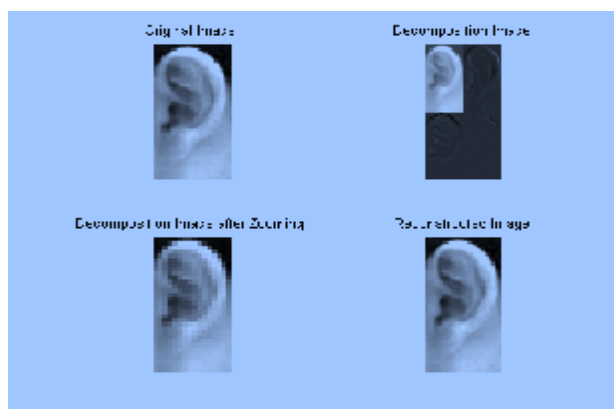 Original Image
Decomposition Image
Decomposition Image after Zooming
Reconstructed Image